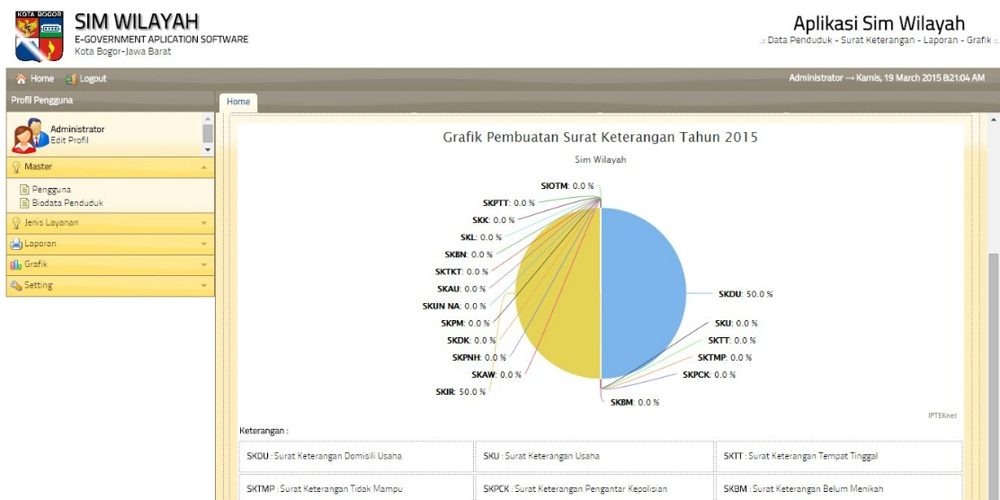 KOTA BOGOR
SIM WILAYAH
E-GOVERNMENT APLICATION SOFTWARE
Kota Bogor-Jawa Barat
Aplikasi Sim Wilayah
.:: Data Penduduk - Surat Keterangan - Laporan - Grafik ::.
Home Logout
Administrator → Kamis, 19 March 2015 8:21:04 AM
Profil Pengguna
Administrator
Edit Profil
Master
Pengguna
Biodata Penduduk
Jenis Layanan
Laporan
Grafik
Setting
Home
Grafik Pembuatan Surat Keterangan Tahun 2015
Sim Wilayah
SIOTM: 0.0 %
SKPTT: 0.0 %
SKK: 0.0 %
SKL: 0.0 %
SKBN: 0.0 %
SKTKT: 0.0 %
SKAU: 0.0 %
SKUN NA: 0.0 %
SKPM: 0.0 %
SKDK: 0.0 %
SKPNH: 0.0 %
SKAW: 0.0 %
SKIR: 50.0 %
SKDU: 50.0 %
SKU: 0.0 %
SKTT: 0.0 %
SKTMP: 0.0 %
SKPCK: 0.0 %
SKBM: 0.0 %
IPTEKnet
Keterangan :
SKDU : Surat Keterangan Domisili Usaha
SKU : Surat Keterangan Usaha
SKTT : Surat Keterangan Tempat Tinggal
SKTMP : Surat Keterangan Tidak Mampu
SKPCK : Surat Keterangan Pengantar Kepolisian
SKBM : Surat Keterangan Belum Menikah